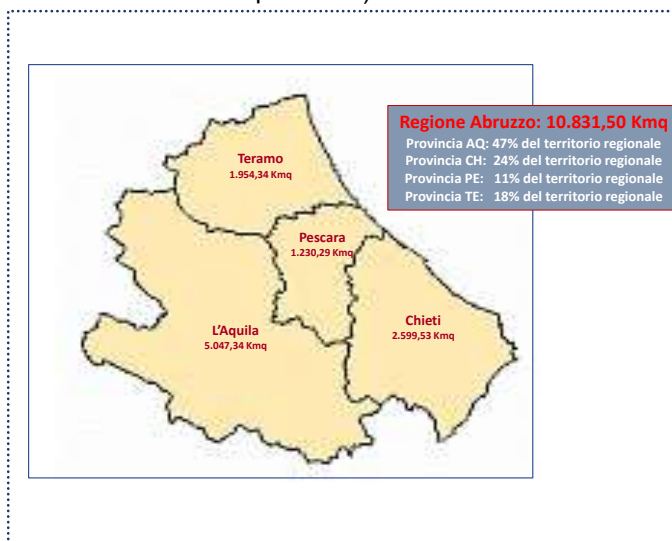 Regione Abruzzo: 10.831,50 Kmq
Provincia AQ: 47% del territorio regionale
Provincia CH: 24% del territorio regionale
Provincia PE: 11% del territorio regionale
Provincia TE: 18% del territorio regionale
Teramo
1.954,34 Kmq
Pescara
1.230,29 Kmq
Chieti
2.599,53 Kmq
L'Aquila
5.047,34 Kmq